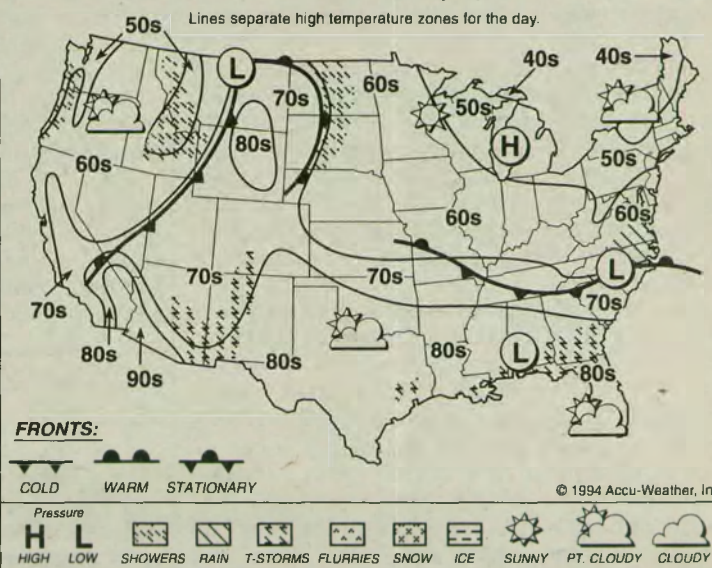 Lines separate high temperature zones for the day.
50s
40s
40s
L
60s
70s
50s
H
80s
50s
60s
60s
60s
L
70s
70s
70s
70s
L
80s
90s
80s
80s
80s
FRONTS:
COLD WARM STATIONARY
© 1994 Accu-Weather, In
Pressure
H L
HIGH LOW SHOWERS RAIN T-STORMS FLURRIES SNOW ICE SUNNY PT. CLOUDY CLOUDY